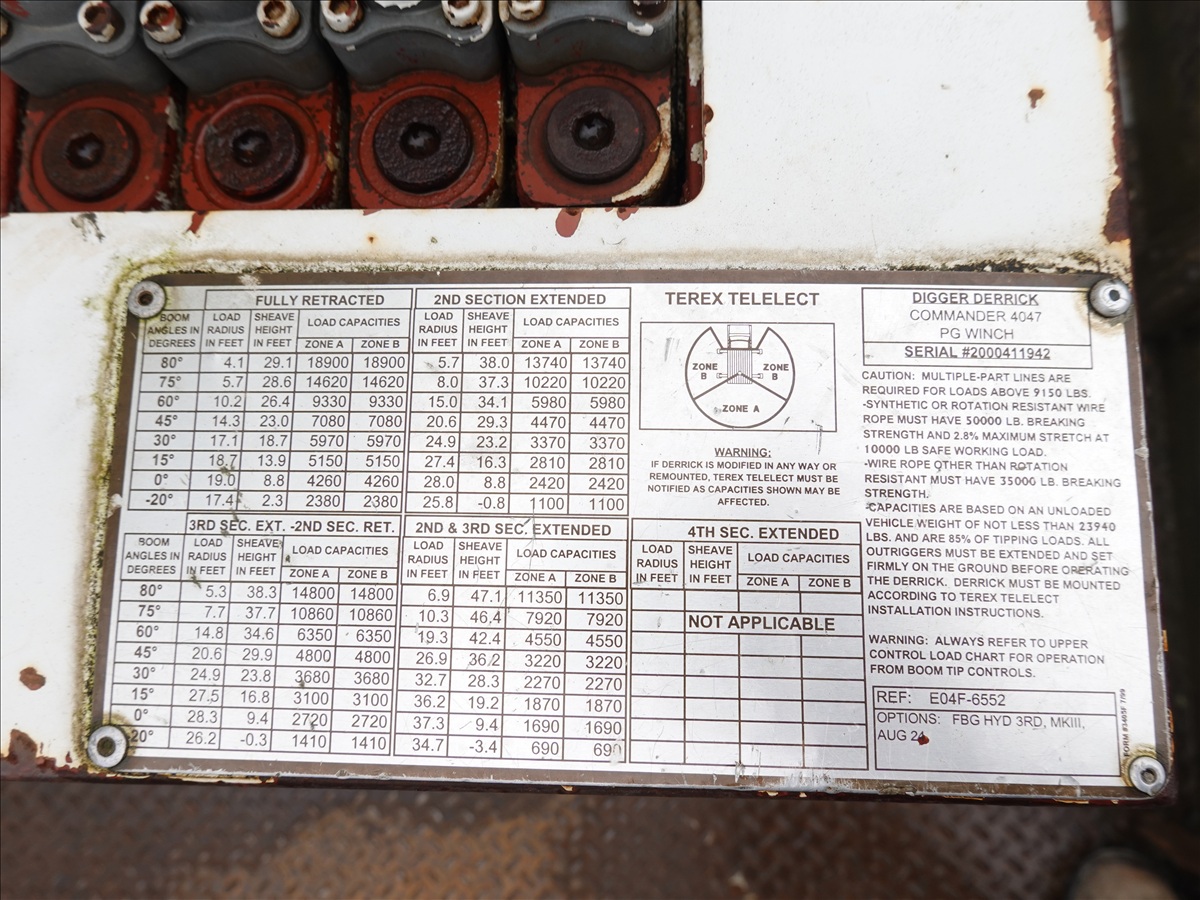 FULLY RETRACTED
BOOM ANGLES IN DEGREES LOAD RADIUS IN FEET SHEAVE HEIGHT IN FEET LOAD CAPACITIES
ZONE A ZONE B
80° 4.1 29.1 18900 18900
75° 5.7 28.6 14620 14620
60° 10.2 26.4 9330 9330
45° 14.3 23.0 7080 7080
30° 17.1 18.7 5970 5970
15° 18.7 13.9 5150 5150
0° 19.0 8.8 4260 4260
-20° 17.4 2.3 2380 2380
2ND SECTION EXTENDED
LOAD RADIUS IN FEET SHEAVE HEIGHT IN FEET LOAD CAPACITIES
ZONE A ZONE B
5.7 38.0 13740 13740
8.0 37.3 10220 10220
15.0 34.1 5980 5980
20.6 29.3 4470 4470
24.9 23.2 3370 3370
27.4 16.3 2810 2810
28.0 8.8 2420 2420
25.8 -0.8 1100 1100
TEREX TELELECT
ZONE B
ZONE B
ZONE A
WARNING:
IF DERRICK IS MODIFIED IN ANY WAY OR
REMOUNTED, TEREX TELELECT MUST BE
NOTIFIED AS CAPACITIES SHOWN MAY BE
AFFECTED.
3RD SEC. EXT. -2ND SEC. RET.
BOOM ANGLES IN DEGREES LOAD RADIUS IN FEET SHEAVE HEIGHT IN FEET LOAD CAPACITIES
ZONE A ZONE B
80° 5.3 38.3 14800 14800
75° 7.7 37.7 10860 10860
60° 14.8 34.6 6350 6350
45° 20.6 29.9 4800 4800
30° 24.9 23.8 3680 3680
15° 27.5 16.8 3100 3100
0° 28.3 9.4 2720 2720
-20° 26.2 -0.3 1410 1410
2ND & 3RD SEC. EXTENDED
LOAD RADIUS IN FEET SHEAVE HEIGHT IN FEET LOAD CAPACITIES
ZONE A ZONE B
6.9 47.1 11350 11350
10.3 46.4 7920 7920
19.3 42.4 4550 4550
26.9 36.2 3220 3220
32.7 28.3 2270 2270
36.2 19.2 1870 1870
37.3 9.4 1690 1690
34.7 -3.4 690 690
4TH SEC. EXTENDED
LOAD RADIUS IN FEET SHEAVE HEIGHT IN FEET LOAD CAPACITIES
ZONE A ZONE B
NOT APPLICABLE
DIGGER DERRICK
COMMANDER 4047
PG WINCH
SERIAL #2000411942
CAUTION: MULTIPLE-PART LINES ARE
REQUIRED FOR LOADS ABOVE 9150 LBS.
-SYNTHETIC OR ROTATION RESISTANT WIRE
ROPE MUST HAVE 50000 LB. BREAKING
STRENGTH AND 2.8% MAXIMUM STRETCH AT
10000 LB SAFE WORKING LOAD.
-WIRE ROPE OTHER THAN ROTATION
RESISTANT MUST HAVE 35000 LB. BREAKING
STRENGTH.
CAPACITIES ARE BASED ON AN UNLOADED
VEHICLE WEIGHT OF NOT LESS THAN 23940
LBS. AND ARE 85% OF TIPPING LOADS. ALL
OUTRIGGERS MUST BE EXTENDED AND SET
FIRMLY ON THE GROUND BEFORE OPERATING
THE DERRICK. DERRICK MUST BE MOUNTED
ACCORDING TO TEREX TELELECT
INSTALLATION INSTRUCTIONS.
WARNING: ALWAYS REFER TO UPPER
CONTROL LOAD CHART FOR OPERATION
FROM BOOM TIP CONTROLS.
REF: E04F-6552
OPTIONS: FBG HYD 3RD, MKIII,
AUG 24
FORM #3465F 7/99